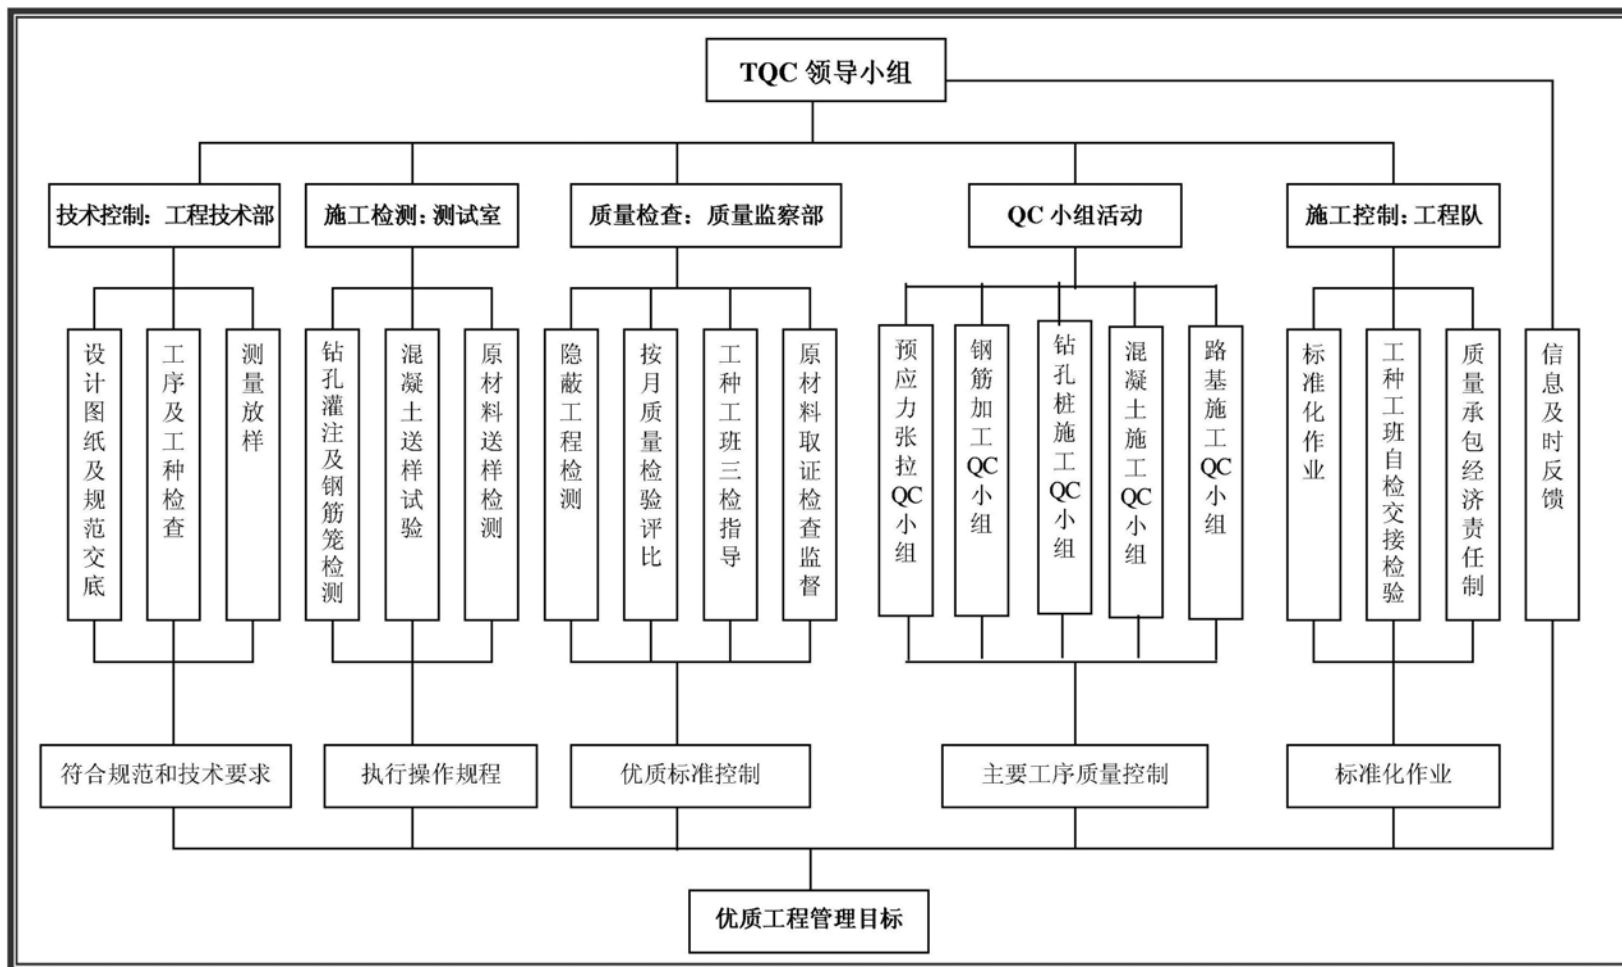 TQC 领导小组
技术控制：工程技术部
施工检测：测试室
质量检查：质量监察部
QC 小组活动
施工控制：工程队
设计图纸及规范交底
工序及工种检查
测量放样
钻孔灌注及钢筋笼检测
混凝土送样试验
原材料送样检测
隐蔽工程检测
按月质量检验评比
工种工班三检指导
原材料取证检查监督
预应力张拉QC小组
钢筋加工QC小组
钻孔桩施工QC小组
混凝土施工QC小组
路基施工QC小组
标准化作业
工种工班自检交接检验
质量承包经济责任制
信息及时反馈
符合规范和技术要求
执行操作规程
优质标准控制
主要工序质量控制
标准化作业
优质工程管理目标